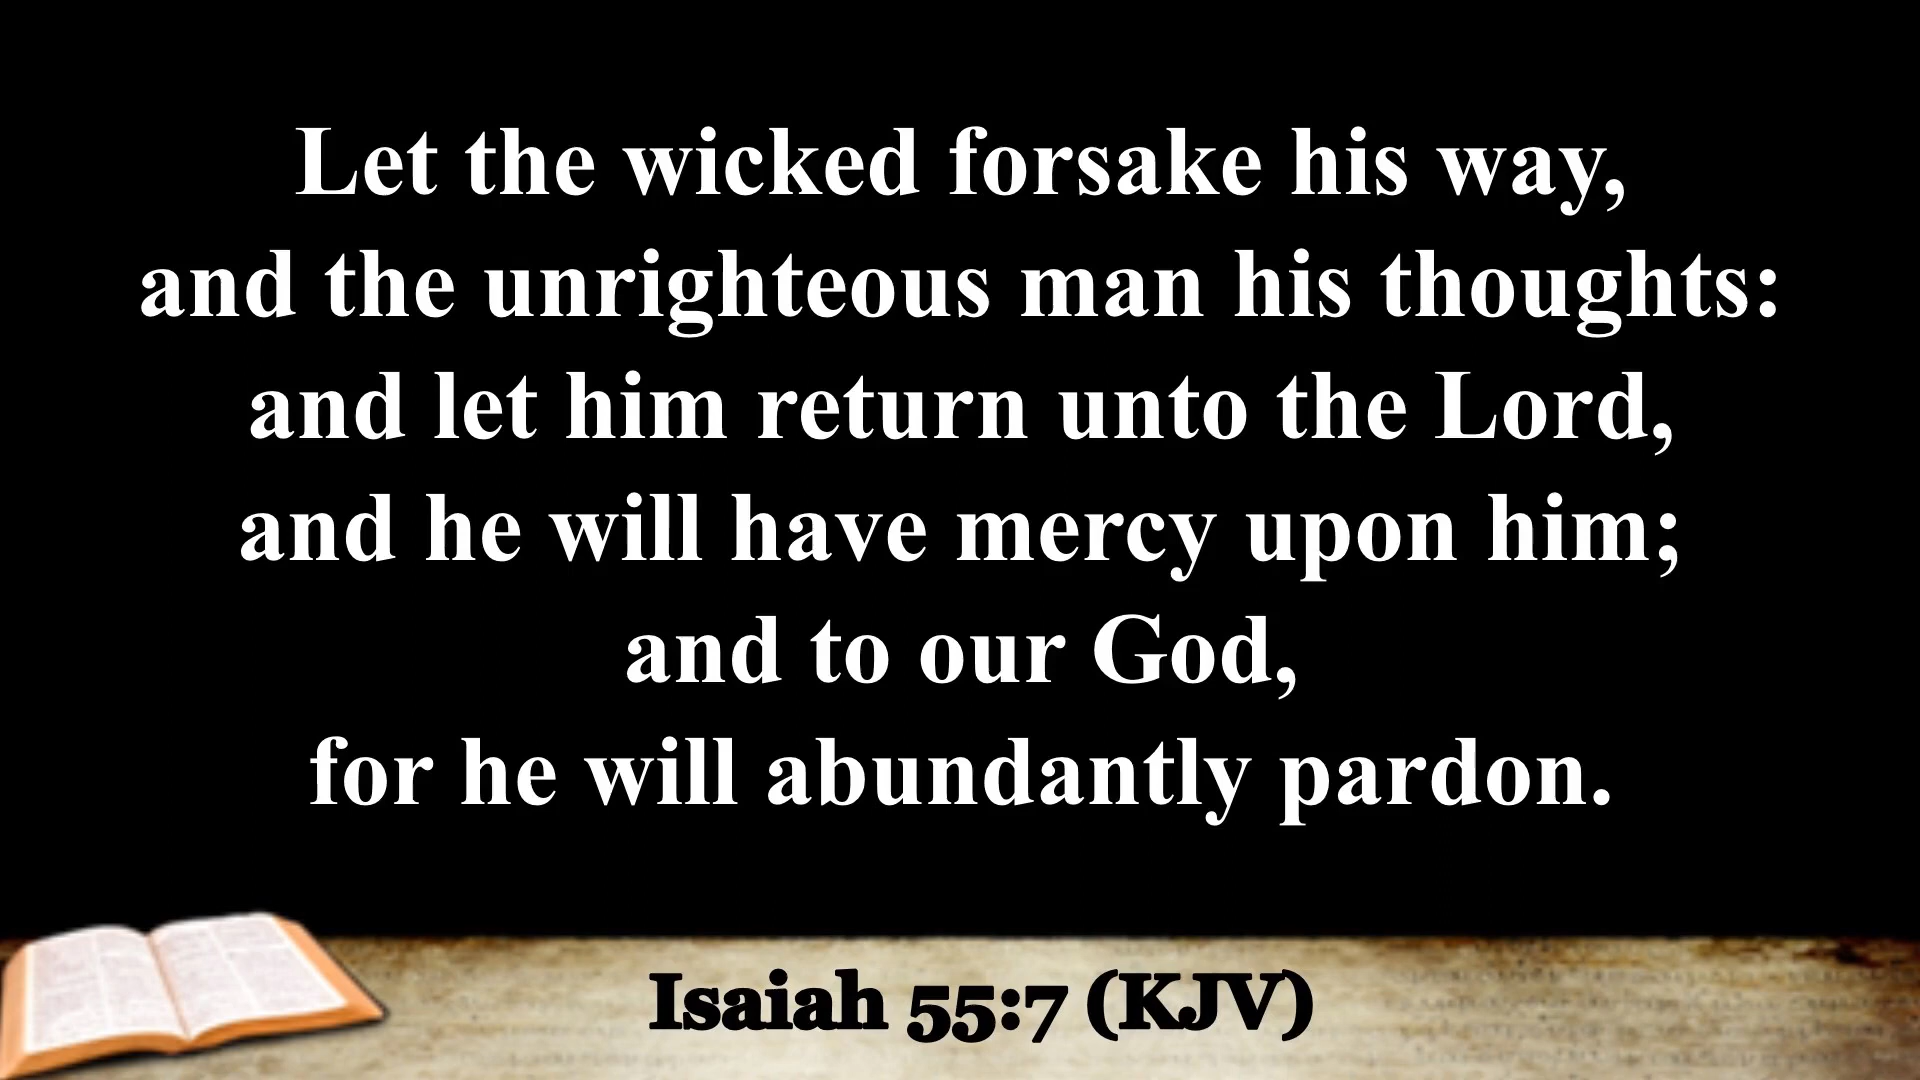 Let the wicked forsake his way,
and the unrighteous man his thoughts:
and let him return unto the Lord,
and he will have mercy upon him;
and to our God,
for he will abundantly pardon.
Isaiah 55:7 (KJV)